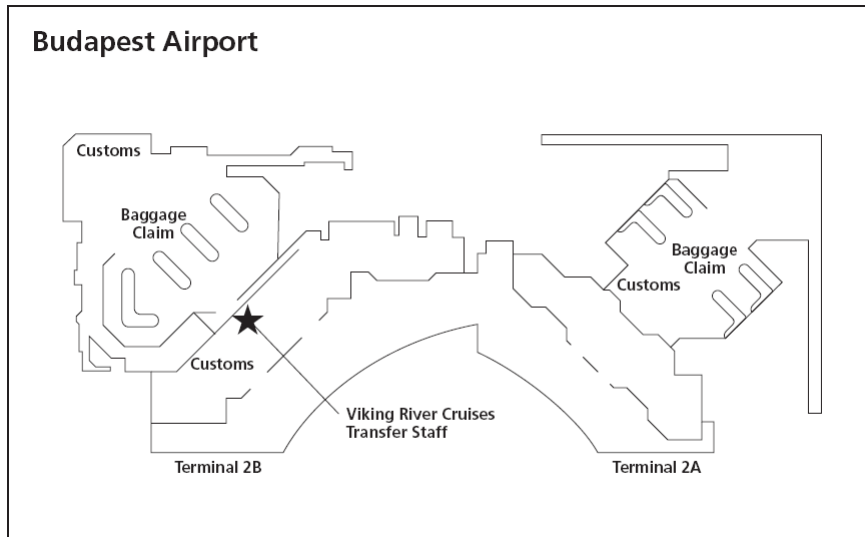 Budapest Airport
Customs
Baggage
Claim
Baggage
Claim
Customs
Customs
Viking River Cruises
Transfer Staff
Terminal 2B
Terminal 2A